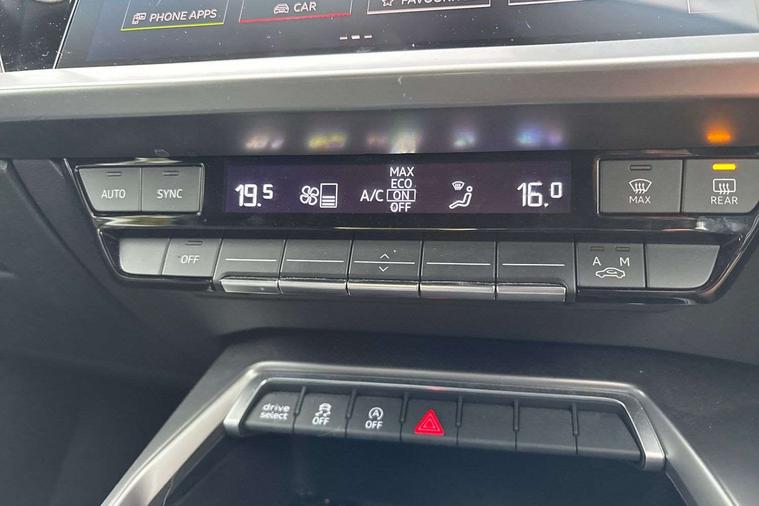 PHONE APPS
CAR
AUTO
SYNC
19.5
A/C
MAX
ECO
ON
OFF
16.0
MAX
REAR
OFF
A M
drive
select
OFF
A
OFF